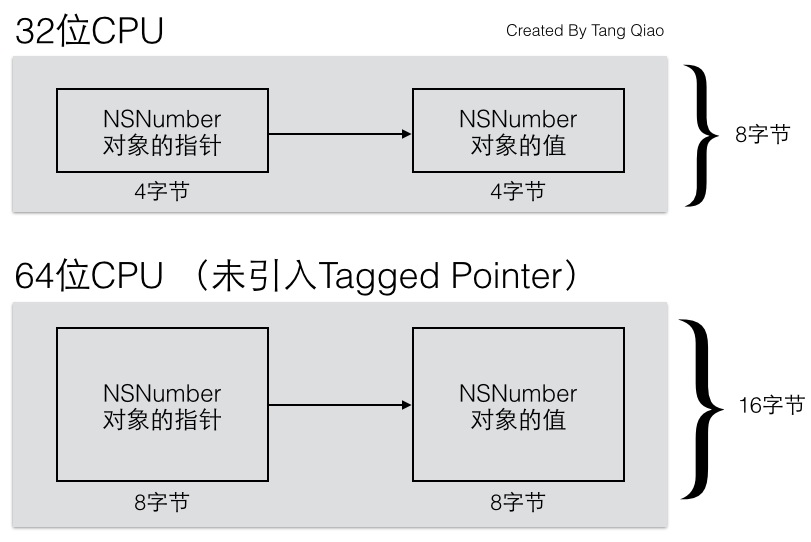 32位CPU
Created By Tang Qiao
NSNumber
对象的指针
4字节
NSNumber
对象的值
4字节
8字节
64位CPU （未引入Tagged Pointer）
NSNumber
对象的指针
8字节
NSNumber
对象的值
8字节
16字节